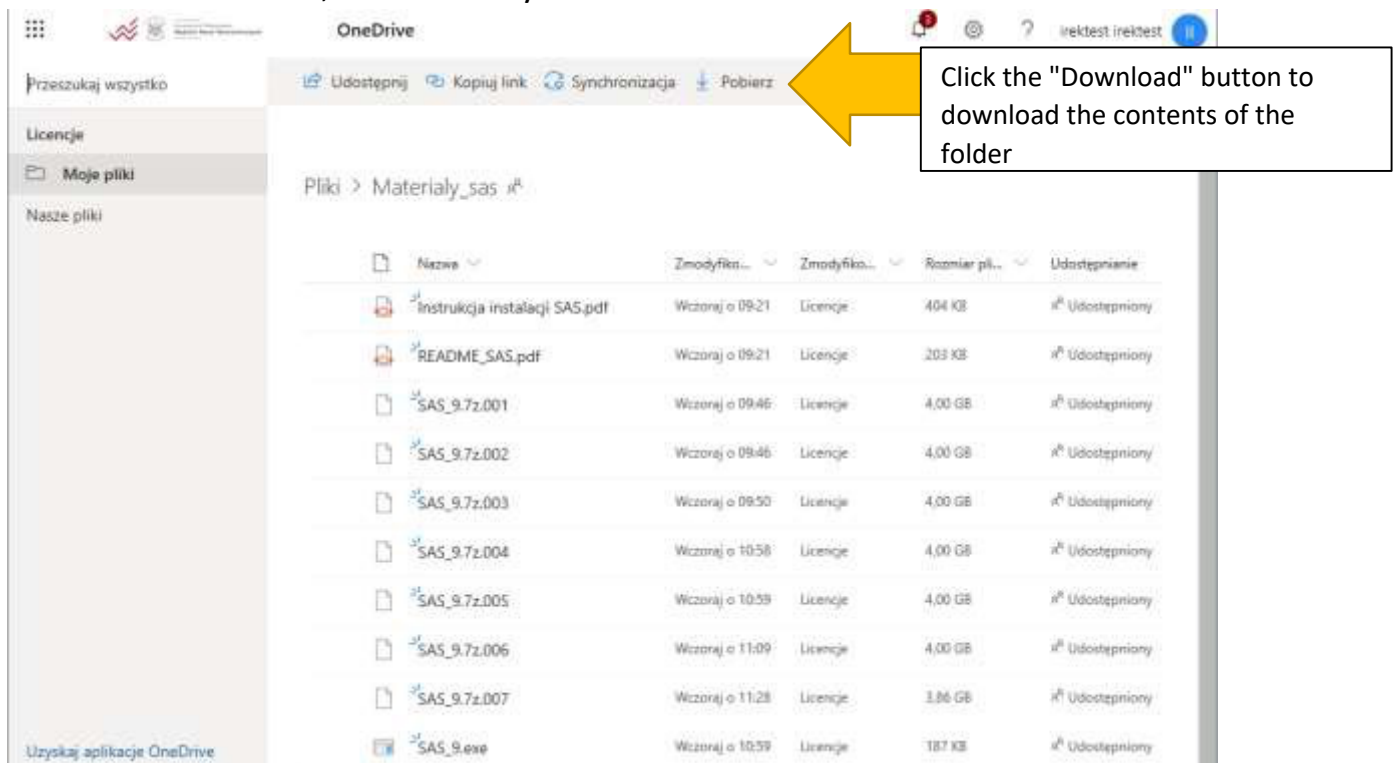 OneDrive
3
?
irektest irektest
Przeszukaj wszystko
Udostępnij
Kopiuj link
Synchronizacja
Pobierz
Click the "Download" button to
download the contents of the
folder
Licencje
Moje pliki
Nasze pliki
Pliki > Materialy_sas
Nazwa Zmodyfiko... Zmodyfiko... Rozmiar pli... Udostępnianie
Instrukcja instalacji SAS.pdf Wczoraj o 09:21 Licencje 404 KB Udostępniony
README_SAS.pdf Wczoraj o 09:21 Licencje 203 KB Udostępniony
SAS_9.7z.001 Wczoraj o 09:46 Licencje 4,00 GB Udostępniony
SAS_9.7z.002 Wczoraj o 09:46 Licencje 4,00 GB Udostępniony
SAS_9.7z.003 Wczoraj o 09:50 Licencje 4,00 GB Udostępniony
SAS_9.7z.004 Wczoraj o 10:58 Licencje 4,00 GB Udostępniony
SAS_9.7z.005 Wczoraj o 10:59 Licencje 4,00 GB Udostępniony
SAS_9.7z.006 Wczoraj o 11:09 Licencje 4,00 GB Udostępniony
SAS_9.7z.007 Wczoraj o 11:28 Licencje 3,86 GB Udostępniony
SAS_9.exe Wczoraj o 10:59 Licencje 187 KB Udostępniony
Uzyskaj aplikacje OneDrive